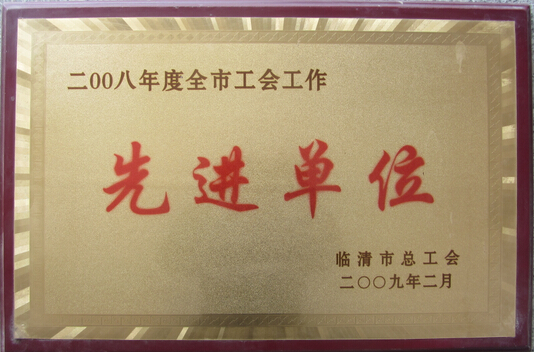 二00八年度全市工会工作
先进单位
临清市总工会
二〇〇九年二月